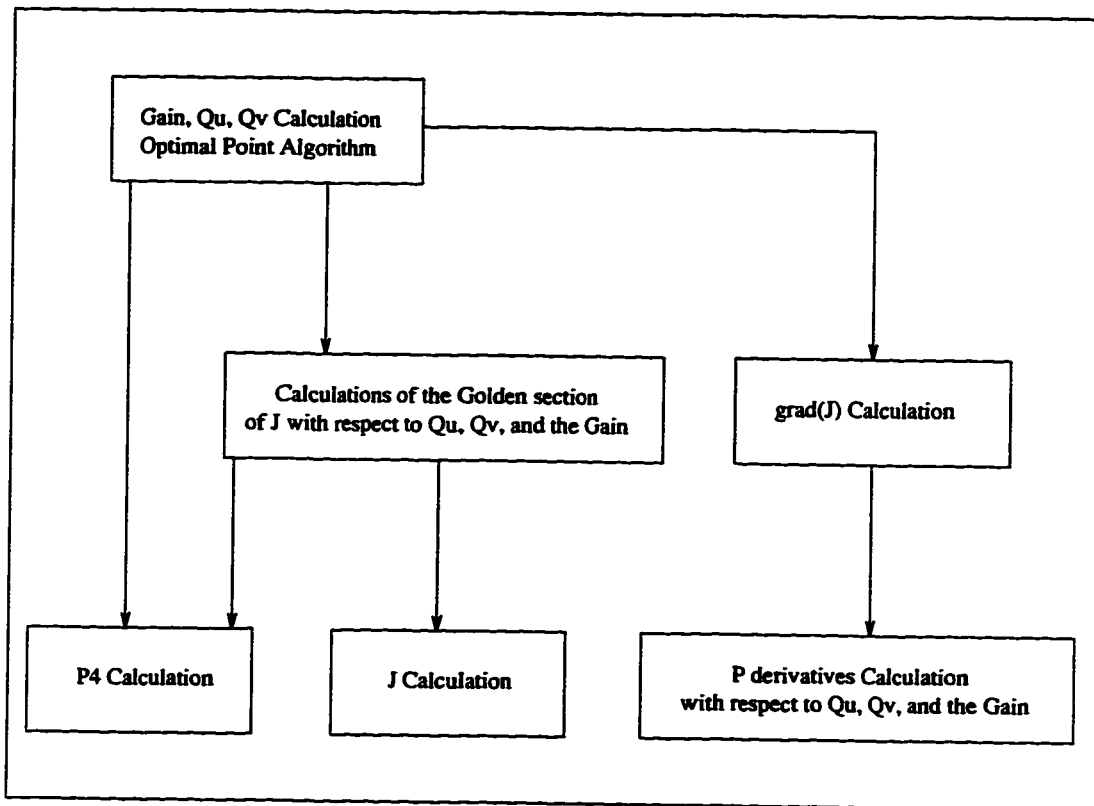 Gain, Qu, Qv Calculation
Optimal Point Algorithm
Calculations of the Golden section
of J with respect to Qu, Qv, and the Gain
grad(J) Calculation
P4 Calculation
J Calculation
P derivatives Calculation
with respect to Qu, Qv, and the Gain